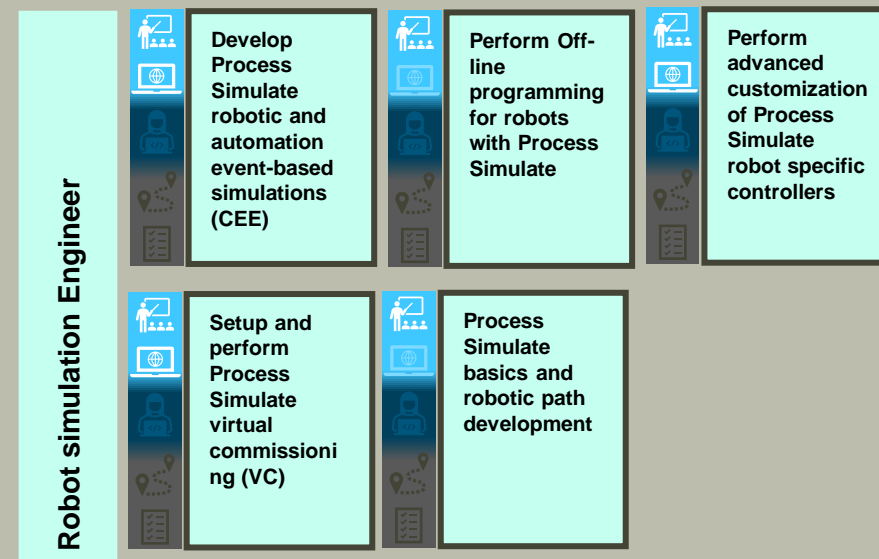 Robot simulation Engineer
Develop
Process
Simulate
robotic and
automation
event-based
simulations
(CEE)
Perform Off-
line
programming
for robots
with Process
Simulate
Perform
advanced
customization
of Process
Simulate
robot specific
controllers
Setup and
perform
Process
Simulate
virtual
commissioni
ng (VC)
Process
Simulate
basics and
robotic path
development